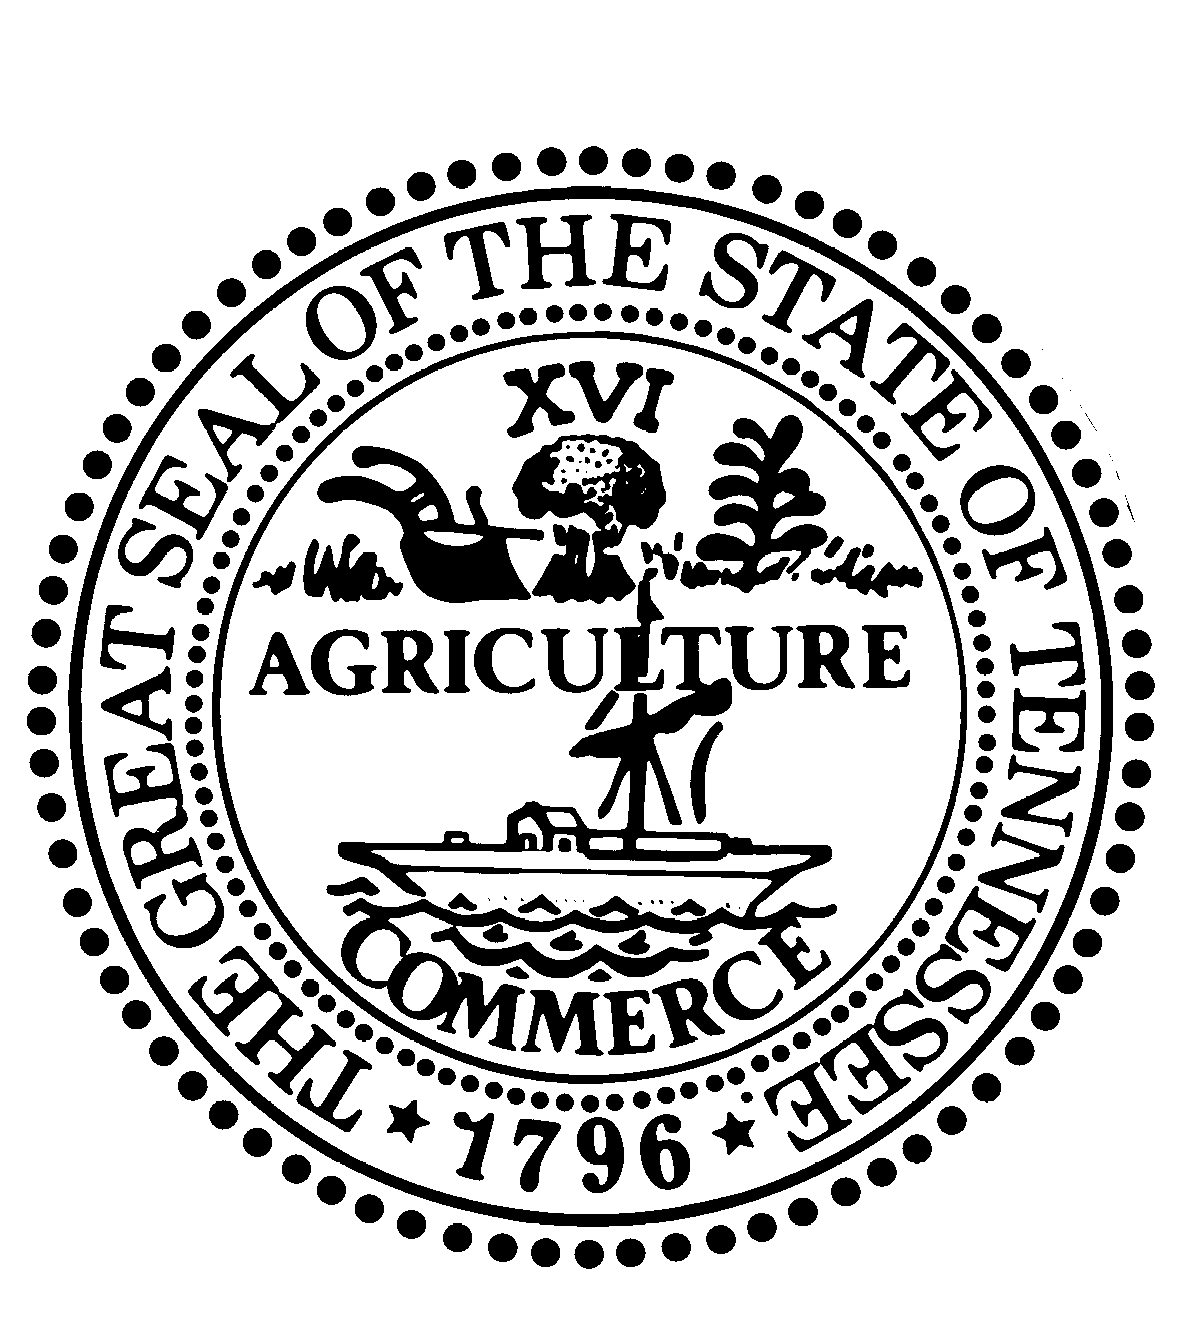 THE GREAT SEAL OF THE STATE OF TENNESSEE
XVI
AGRICULTURE
COMMERCE
1796